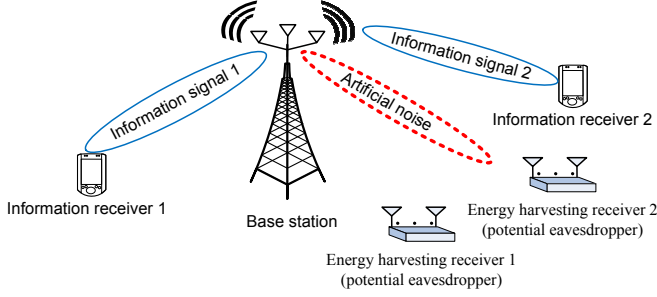 Information signal 1
Information signal 2
Artificial noise
Information receiver 2
Information receiver 1
Base station
Energy harvesting receiver 2
(potential eavesdropper)
Energy harvesting receiver 1
(potential eavesdropper)